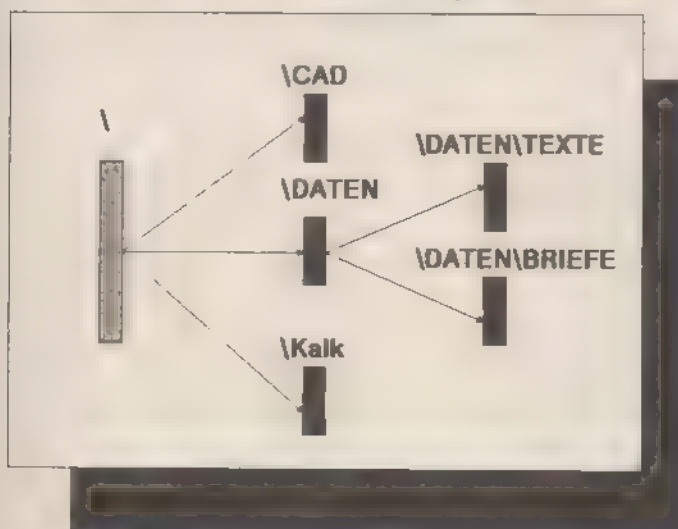 \
\CAD
\DATEN
\Kalk
\DATEN\TEXTE
\DATEN\BRIEFE